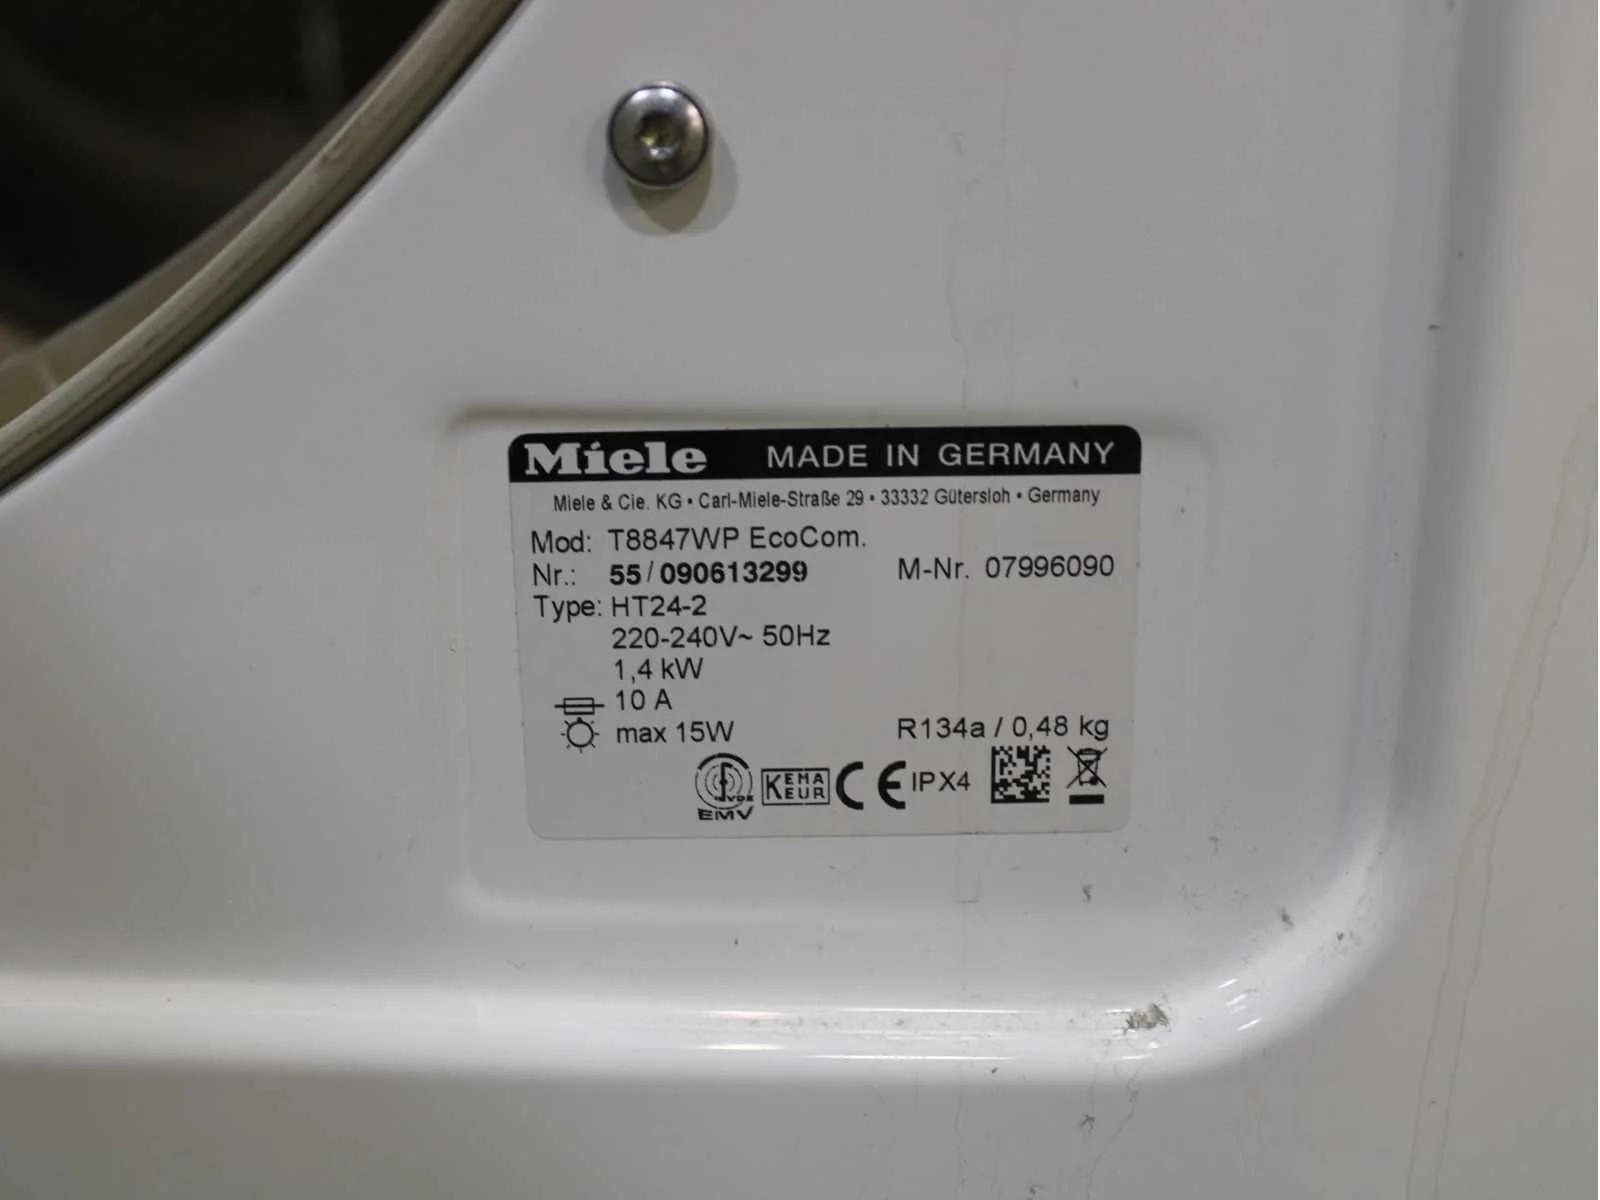 Miele MADE IN GERMANY
Miele & Cie. KG • Carl-Miele-Straße 29 • 33332 Gütersloh • Germany
Mod: T8847WP EcoCom.
Nr.: 55/090613299 M-Nr. 07996090
Type: HT24-2
220-240V~ 50Hz
1,4 kW
10 A
max 15W R134a / 0,48 kg
VDE EMV KEMA EUR CE IPX4